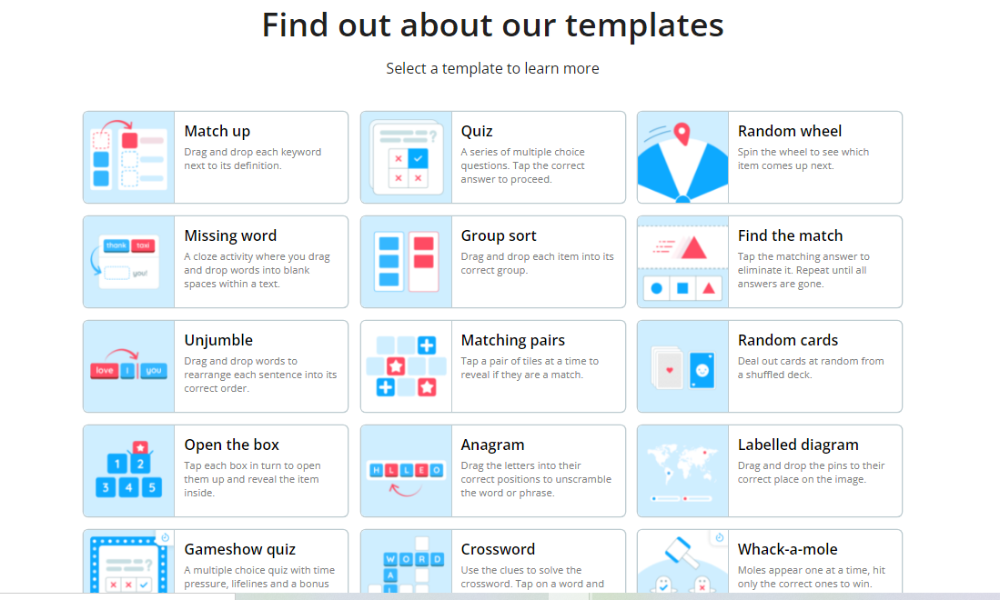 Find out about our templates
Select a template to learn more
Match up
Drag and drop each keyword
next to its definition.
Quiz
A series of multiple choice
questions. Tap the correct
answer to proceed.
Random wheel
Spin the wheel to see which
item comes up next.
thank taxi
you!
Missing word
A cloze activity where you drag
and drop words into blank
spaces within a text.
Group sort
Drag and drop each item into its
correct group.
Find the match
Tap the matching answer to
eliminate it. Repeat until all
answers are gone.
love I you
Unjumble
Drag and drop words to
rearrange each sentence into its
correct order.
Matching pairs
Tap a pair of tiles at a time to
reveal if they are a match.
Random cards
Deal out cards at random from
a shuffled deck.
1 2
3 4 5
Open the box
Tap each box in turn to open
them up and reveal the item
inside.
H L L E O
Anagram
Drag the letters into their
correct positions to unscramble
the word or phrase.
Labelled diagram
Drag and drop the pins to their
correct place on the image.
?
Gameshow quiz
A multiple choice quiz with time
pressure, lifelines and a bonus
W O R D
A
L
Crossword
Use the clues to solve the
crossword. Tap on a word and
Whack-a-mole
Moles appear one at a time, hit
only the correct ones to win.